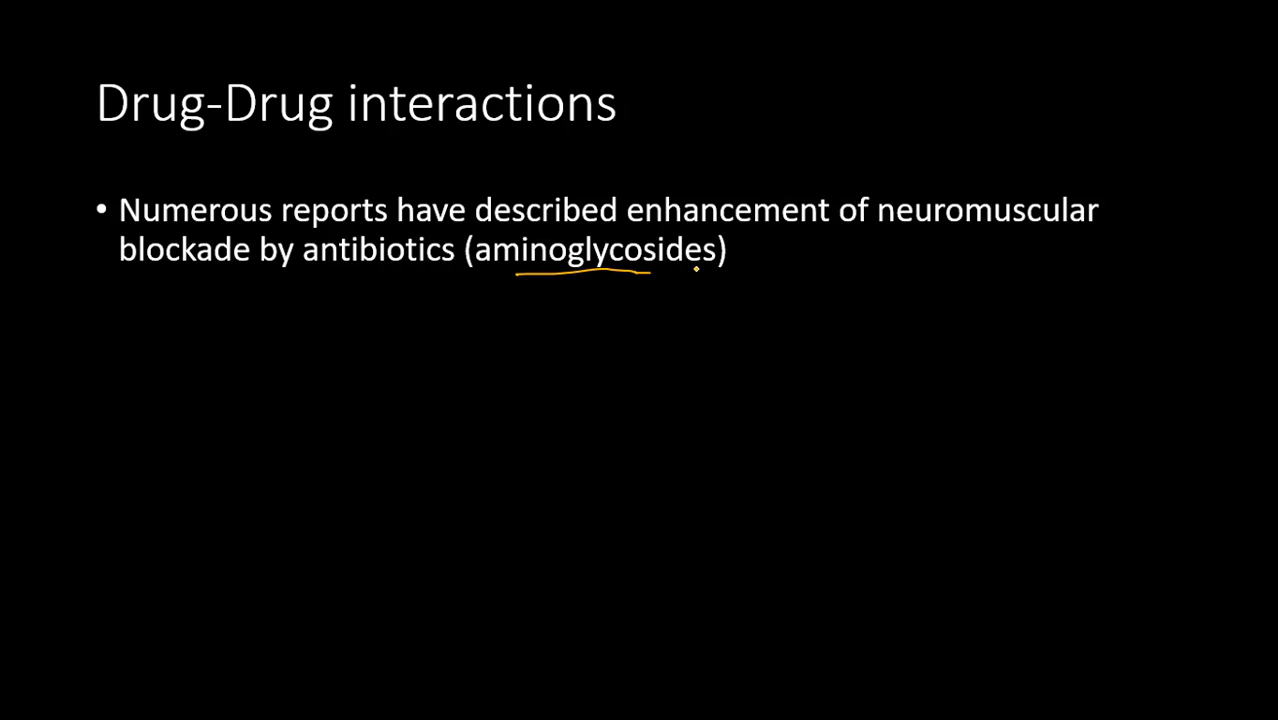 Drug-Drug interactions
• Numerous reports have described enhancement of neuromuscular
blockade by antibiotics (aminoglycosides)